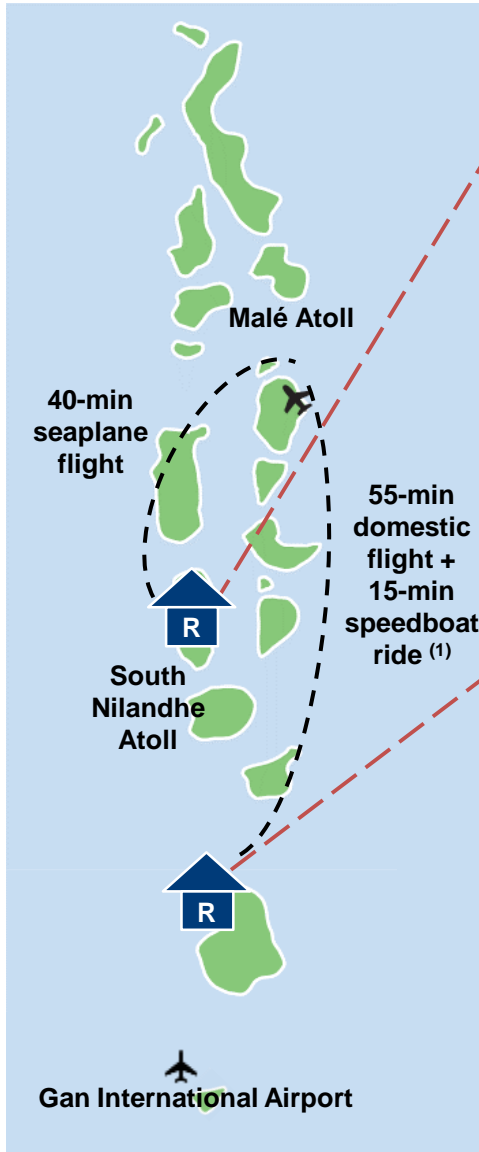 Malé Atoll
40-min
seaplane
flight
55-min
domestic
flight +
15-min
speedboat
ride (1)
R
South
Nilandhe
Atoll
R
Gan International Airport